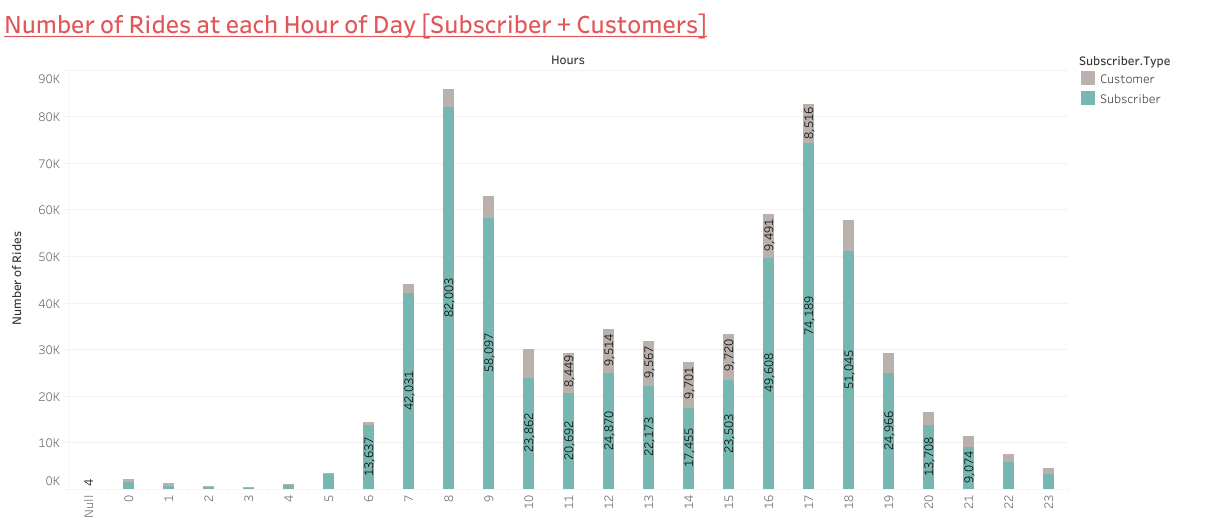 Number of Rides at each Hour of Day [Subscriber + Customers]
Hours
Subscriber.Type
Customer
Subscriber
Number of Rides
90K
80K
70K
60K
50K
40K
30K
20K
10K
0K
4
13,637
42,031
82,003
58,097
23,862
8,449
20,692
9,514
24,870
9,567
22,173
9,701
17,455
9,720
23,503
9,491
49,608
8,516
74,189
51,045
24,966
13,708
9,074
Null 0 1 2 3 4 5 6 7 8 9 10 11 12 13 14 15 16 17 18 19 20 21 22 23